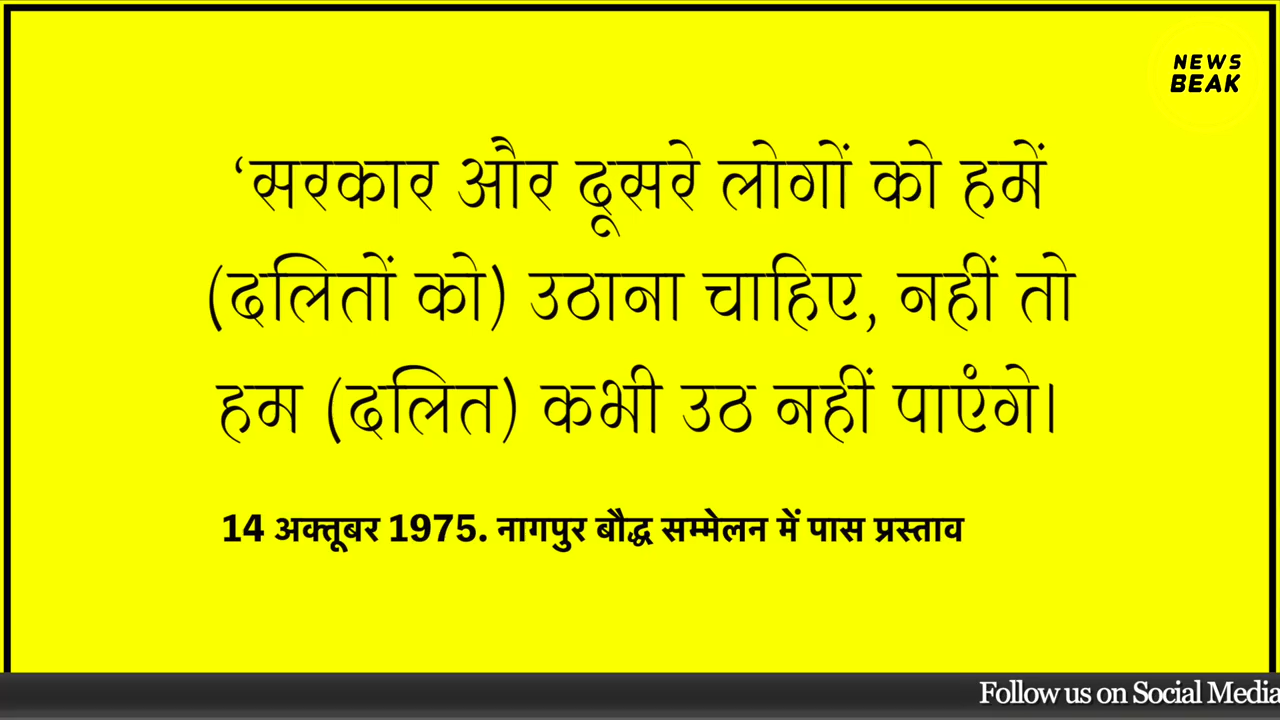 NEWS
BEAK
‘सरकार और दूसरे लोगों को हमें
(दलितों को) उठाना चाहिए, नहीं तो
हम (दलित) कभी उठ नहीं पाएंगे।
14 अक्तूबर 1975. नागपुर बौद्ध सम्मेलन में पास प्रस्ताव
Follow us on Social Media